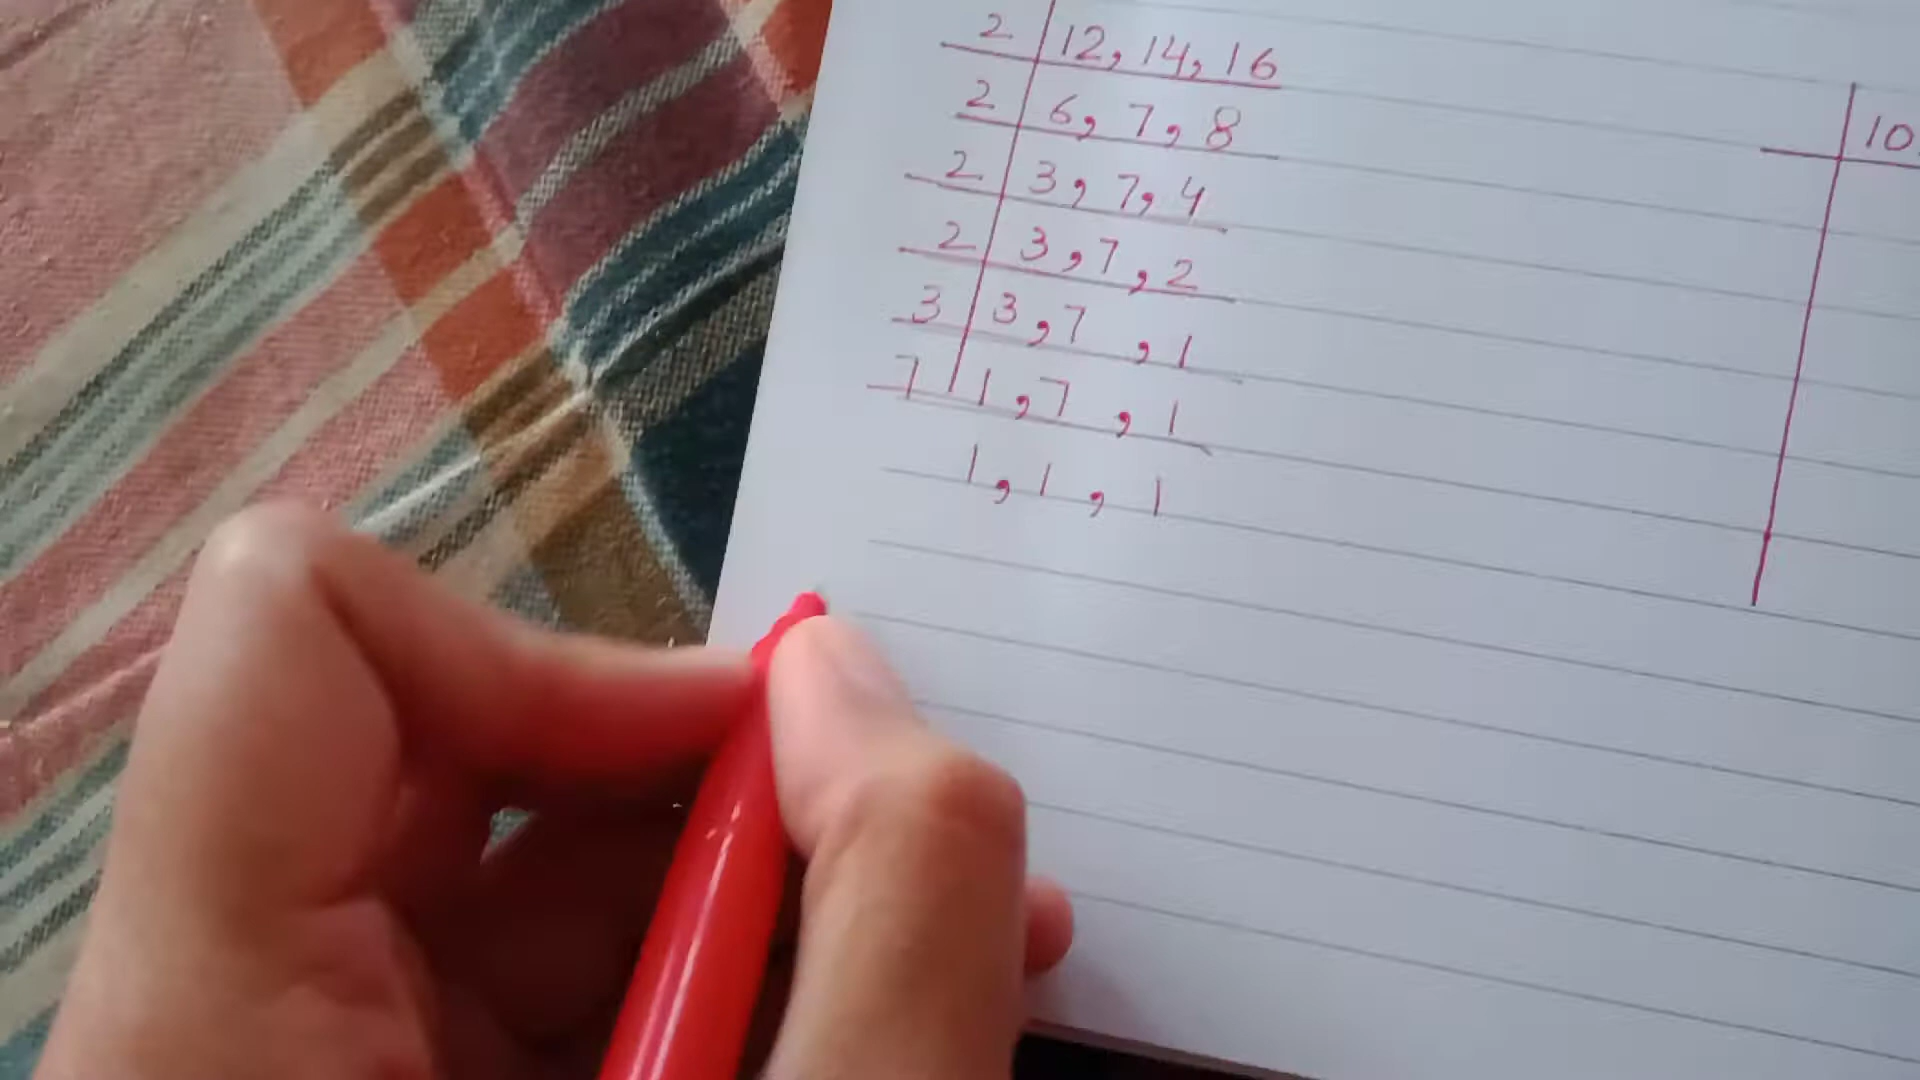 2 | 12, 14, 16
2 | 6, 7, 8
2 | 3, 7, 4
2 | 3, 7, 2
3 | 3, 7, 1
7 | 1, 7, 1
1, 1, 1
10